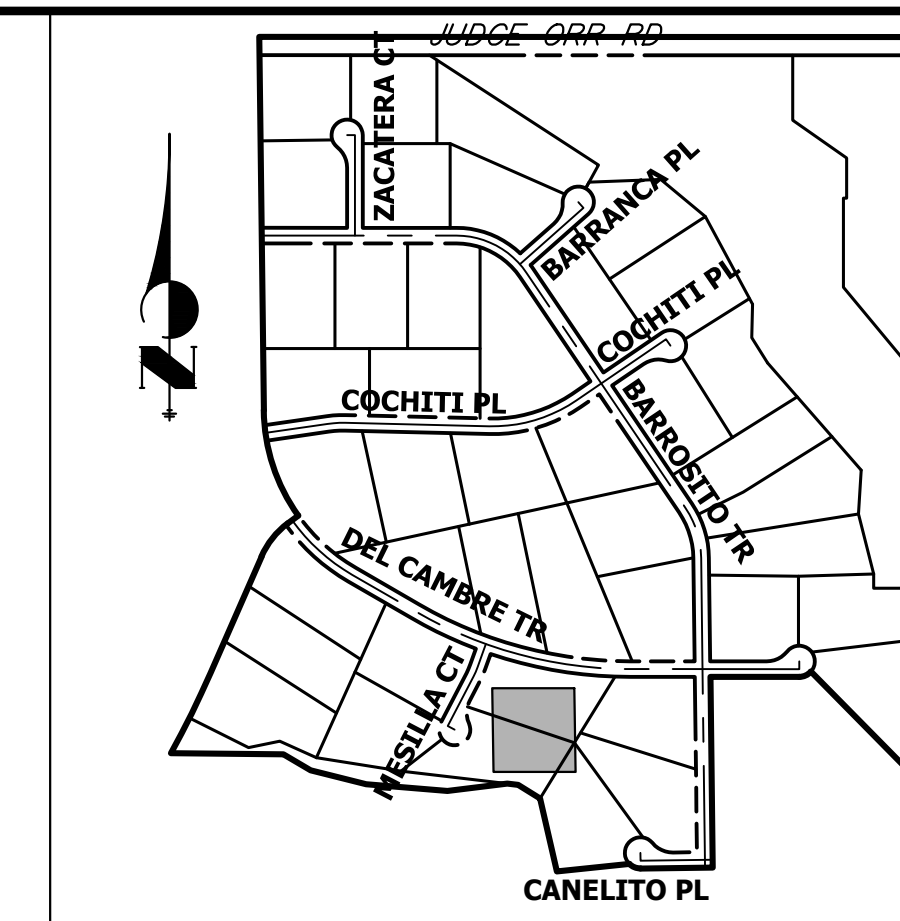 JUDGE ORR RD
ZACATERA CT
BARRANCA PL
COCHITI PL
COCHITI PL
BARROSITO TR
DEL CAMBRE TR
MESILLA CT
CANELITO PL
N